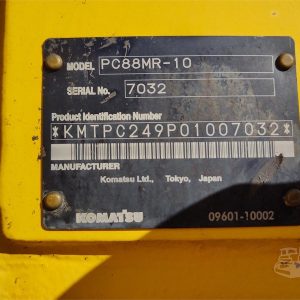 MODEL PC88MR-10
SERIAL No. 7032
Product Identification Number
*KMTPC249P01007032*
MANUFACTURER
Komatsu Ltd., Tokyo, Japan
KOMATSU 09601-10002